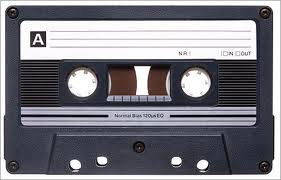 A
NR □IN □OUT
Normal Bias 120µs EQ